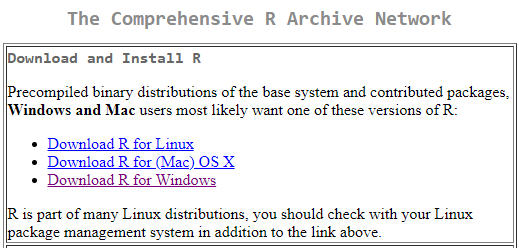 The Comprehensive R Archive Network
Download and Install R
Precompiled binary distributions of the base system and contributed packages,
Windows and Mac users most likely want one of these versions of R:
Download R for Linux
Download R for (Mac) OS X
Download R for Windows
R is part of many Linux distributions, you should check with your Linux
package management system in addition to the link above.